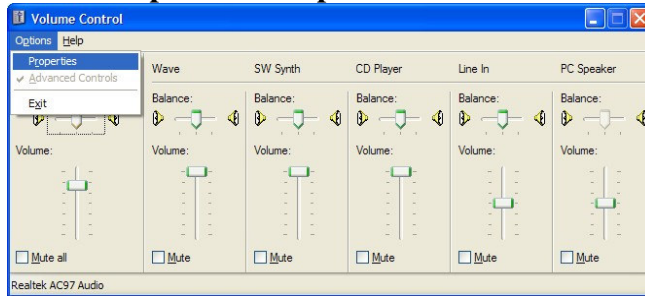 Volume Control
Options Help
Properties
Advanced Controls
Exit
Wave SW Synth CD Player Line In PC Speaker
Balance: Balance: Balance: Balance: Balance:
Volume: Volume: Volume: Volume: Volume: Volume:
Mute all Mute Mute Mute Mute Mute
Realtek AC97 Audio